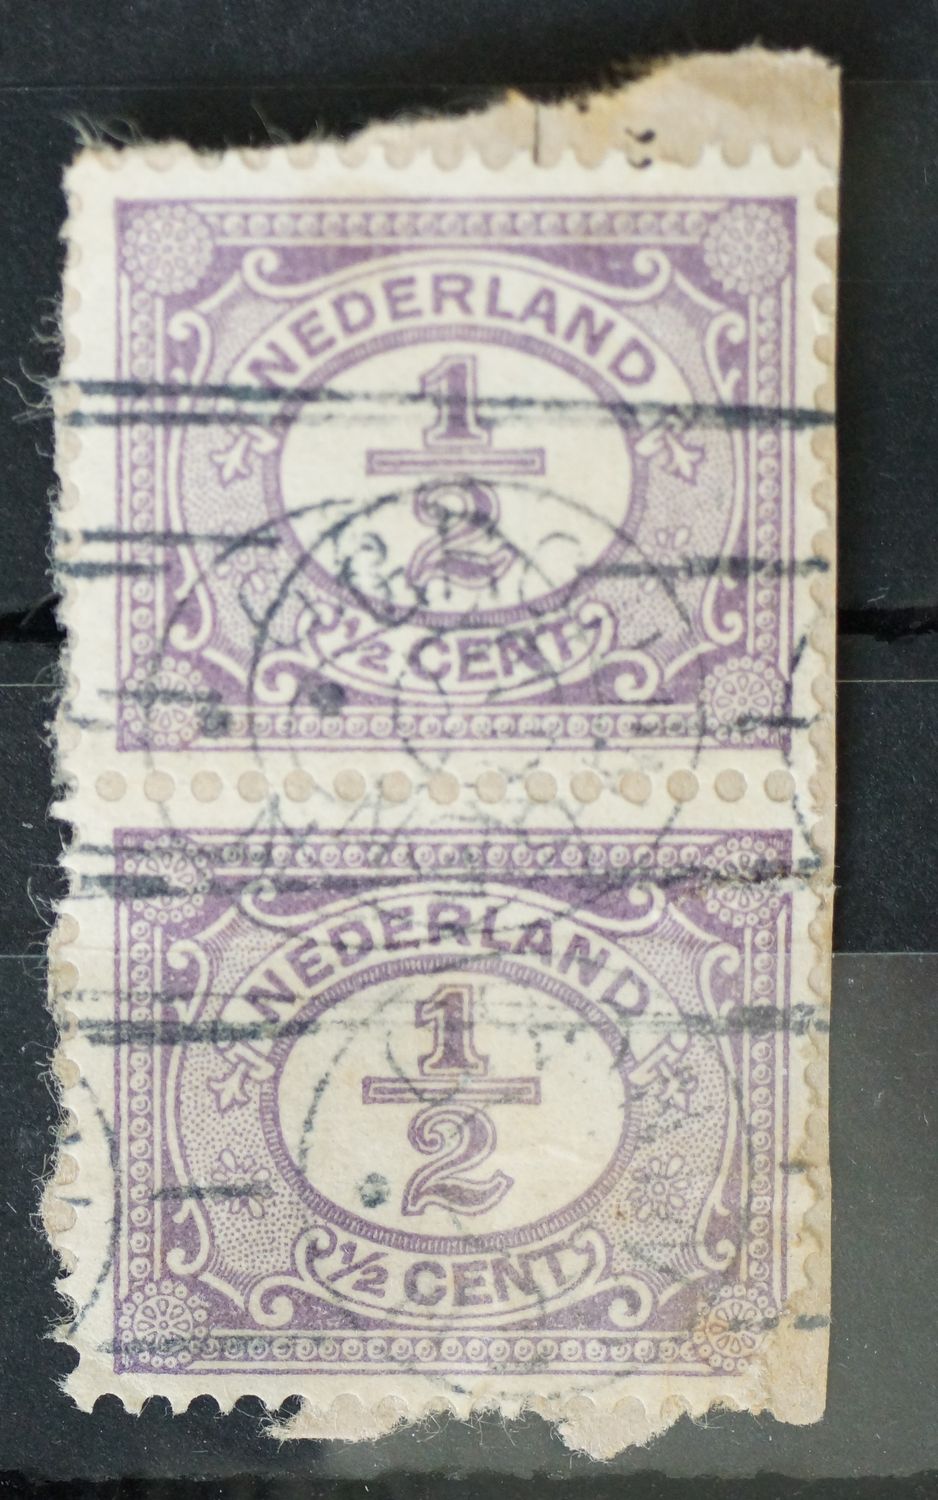 NEDERLAND
1/2
1/2 CENT
NEDERLAND
1/2
1/2 CENT